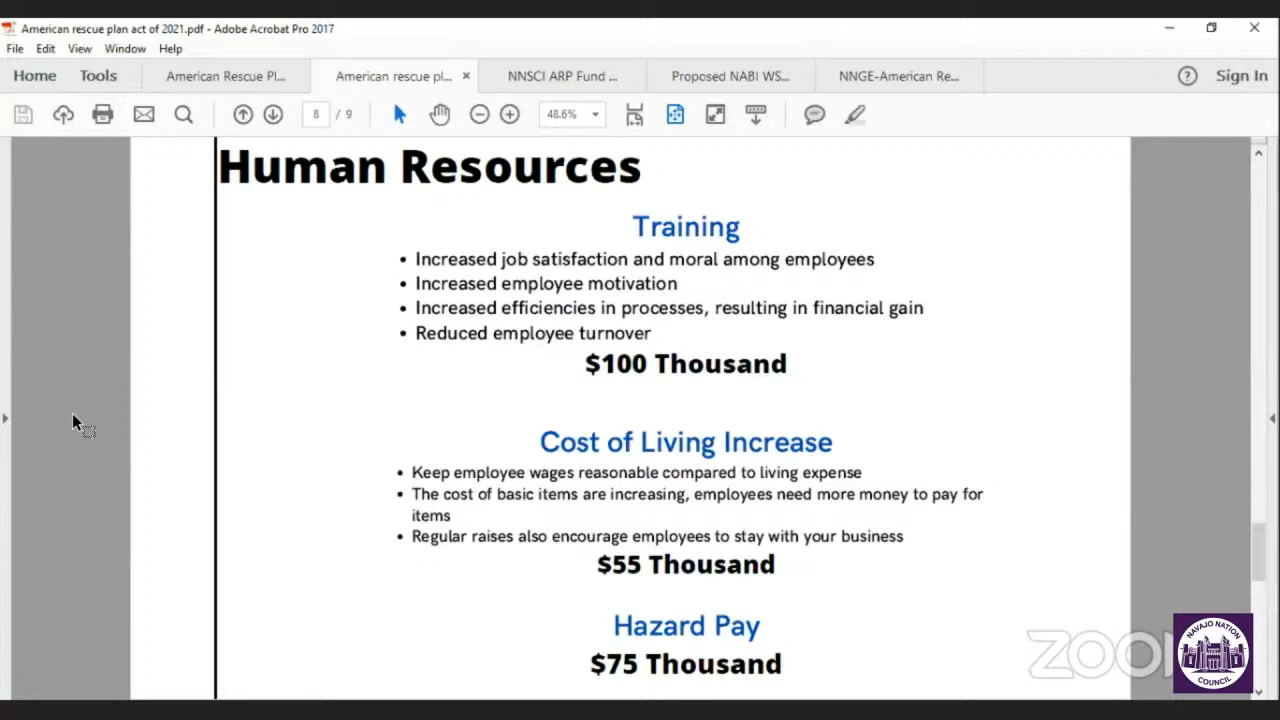 American rescue plan act of 2021.pdf - Adobe Acrobat Pro 2017
File Edit View Window Help
Home Tools American Rescue Pl... American rescue pl... × NNSCI ARP Fund ... Proposed NABI WS... NNGE-American Re... Sign In
8 / 9 48.6%
Human Resources
Training
• Increased job satisfaction and moral among employees
• Increased employee motivation
• Increased efficiencies in processes, resulting in financial gain
• Reduced employee turnover
$100 Thousand
Cost of Living Increase
• Keep employee wages reasonable compared to living expense
• The cost of basic items are increasing, employees need more money to pay for
items
• Regular raises also encourage employees to stay with your business
$55 Thousand
Hazard Pay
$75 Thousand
ZOO
NAVAJO NATION
COUNCIL